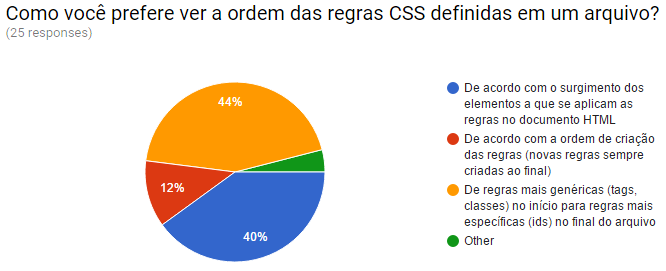 Como você prefere ver a ordem das regras CSS definidas em um arquivo?
(25 responses)
44%
12%
40%
De acordo com o surgimento dos
elementos a que se aplicam as
regras no documento HTML
De acordo com a ordem de criação
das regras (novas regras sempre
criadas ao final)
De regras mais genéricas (tags,
classes) no início para regras mais
específicas (ids) no final do arquivo
Other